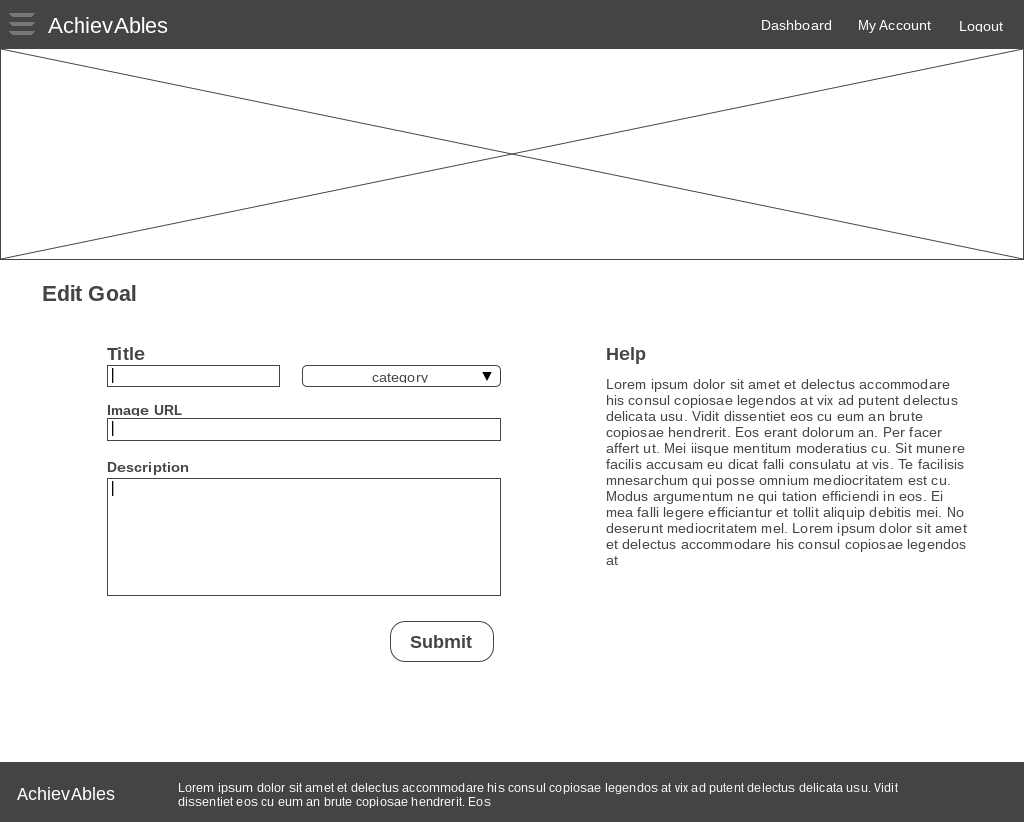 AchievAbles
Dashboard
My Account
Logout
Edit Goal
Title
category
Image URL
Description
Submit
Help
Lorem ipsum dolor sit amet et delectus accommodare
his consul copiosae legendos at vix ad putent delectus
delicata usu. Vidit dissentiet eos cu eum an brute
copiosae hendrerit. Eos erant dolorum an. Per facer
affert ut. Mei iisque mentitum moderatius cu. Sit munere
facilis accusam eu dicat falli consulatu at vis. Te facilisis
mnesarchum qui posse omnium mediocritatem est cu.
Modus argumentum ne qui tation efficiendi in eos. Ei
mea falli legere efficiantur et tollit aliquip debitis mei. No
deserunt mediocritatem mel. Lorem ipsum dolor sit amet
et delectus accommodare his consul copiosae legendos
at
AchievAbles
Lorem ipsum dolor sit amet et delectus accommodare his consul copiosae legendos at vix ad putent delectus delicata usu. Vidit
dissentiet eos cu eum an brute copiosae hendrerit. Eos